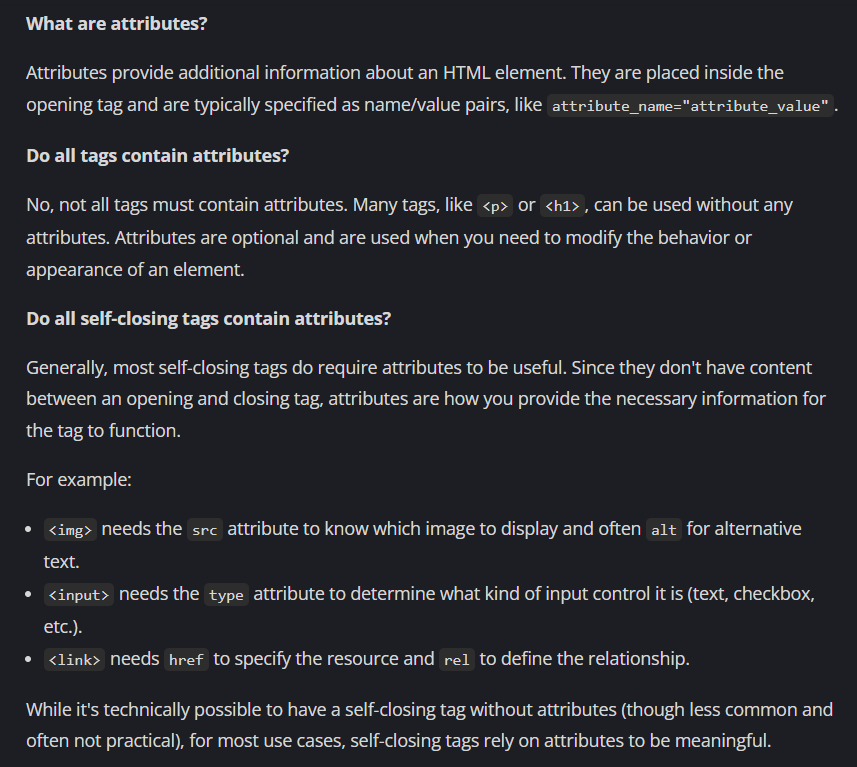 What are attributes?
Attributes provide additional information about an HTML element. They are placed inside the
opening tag and are typically specified as name/value pairs, like attribute_name="attribute_value".
Do all tags contain attributes?
No, not all tags must contain attributes. Many tags, like <p> or <h1>, can be used without any
attributes. Attributes are optional and are used when you need to modify the behavior or
appearance of an element.
Do all self-closing tags contain attributes?
Generally, most self-closing tags do require attributes to be useful. Since they don't have content
between an opening and closing tag, attributes are how you provide the necessary information for
the tag to function.
For example:
• <img> needs the src attribute to know which image to display and often alt for alternative
text.
• <input> needs the type attribute to determine what kind of input control it is (text, checkbox,
etc.).
• <link> needs href to specify the resource and rel to define the relationship.
While it's technically possible to have a self-closing tag without attributes (though less common and
often not practical), for most use cases, self-closing tags rely on attributes to be meaningful.